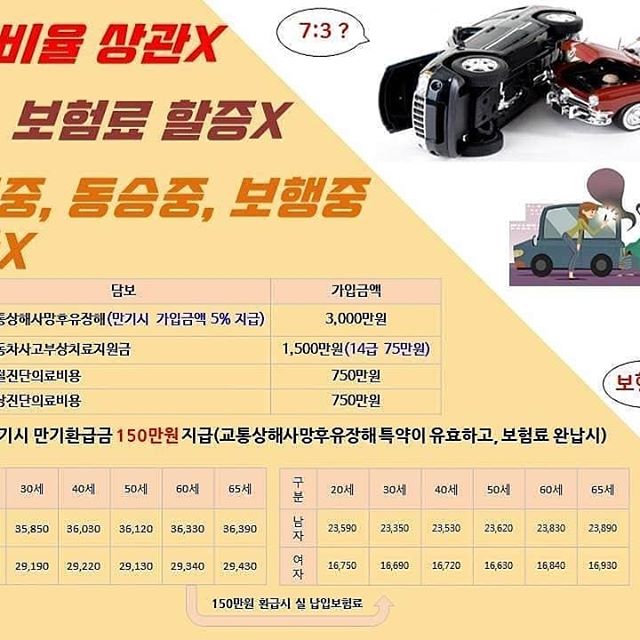 비율 상관X
7:3 ?
보험료 할증X
중, 동승중, 보행중
X
담보 가입금액
통상해사망후유장해(만기시 가입금액 5% 지급) 3,000만원
동차사고부상치료지원금 1,500만원(14급 75만원)
진단의료비용 750만원
진단의료비용 750만원
보행
기시 만기환급금 150만원 지급(교통상해사망후유장해 특약이 유효하고, 보험료 완납시)
30세 40세 50세 60세 65세
35,850 36,030 36,120 36,330 36,390
29,190 29,220 29,130 29,340 29,430
구분 20세 30세 40세 50세 60세 65세
남자 23,590 23,350 23,530 23,620 23,830 23,890
여자 16,750 16,690 16,720 16,630 16,840 16,930
150만원 환급시 실 납입보험료